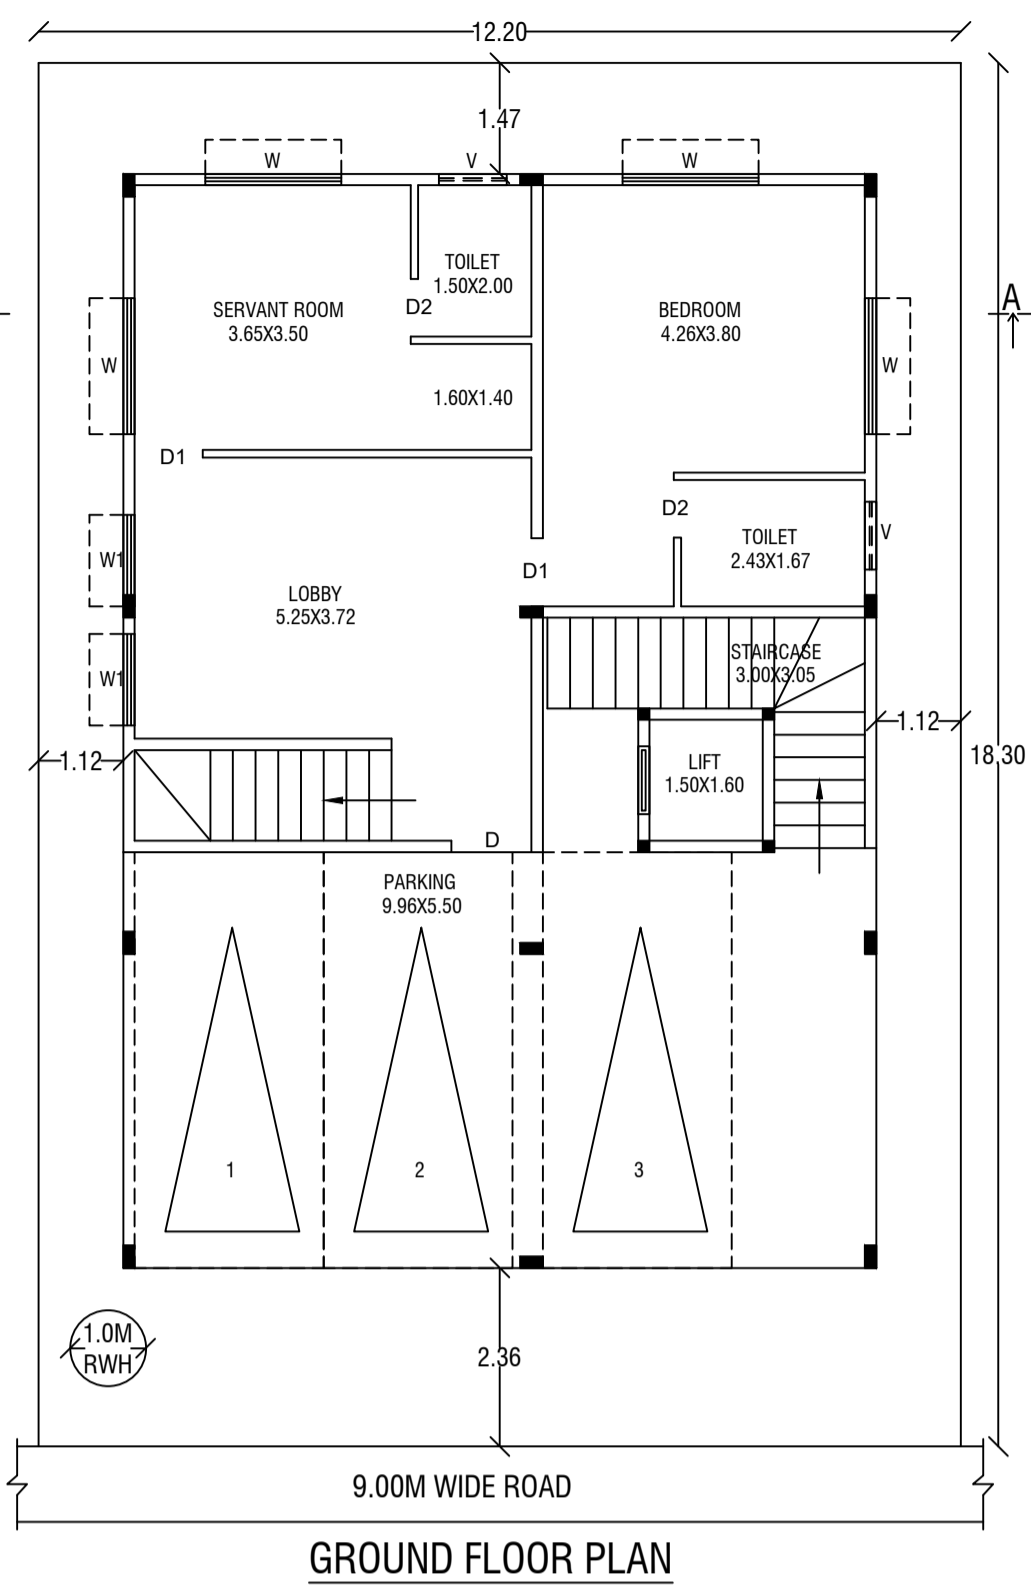 12.20
1.47
W
V
W
TOILET
1.50X2.00
A
SERVANT ROOM
3.65X3.50
D2
BEDROOM
4.26X3.80
W
W
1.60X1.40
D1
D2
V
TOILET
2.43X1.67
W1
D1
LOBBY
5.25X3.72
STAIRCASE
3.00X3.05
W1
1.12
1.12
18.30
LIFT
1.50X1.60
D
PARKING
9.96X5.50
1
2
3
1.0M
RWH
2.36
9.00M WIDE ROAD
GROUND FLOOR PLAN